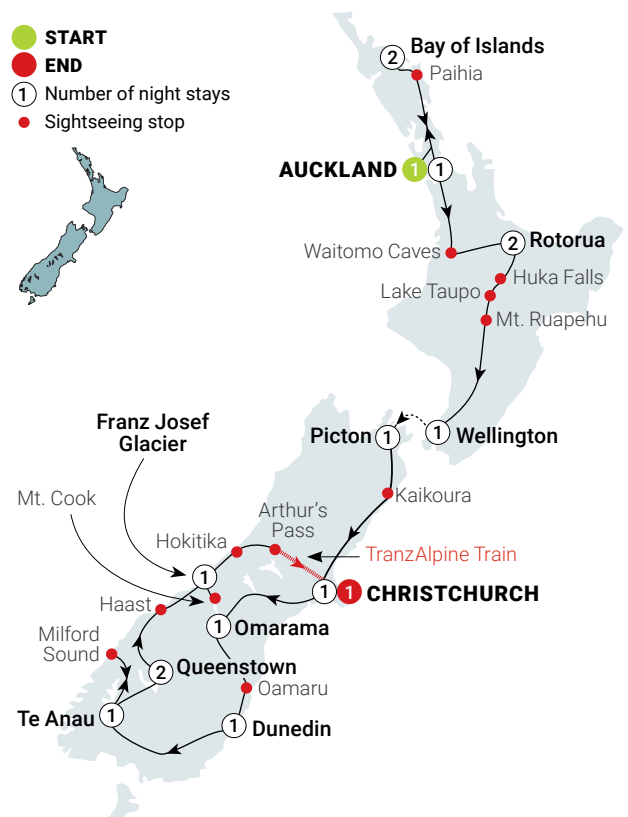 START
END
1 Number of night stays
Sightseeing stop
2 Bay of Islands
Paihia
AUCKLAND 1 1
Waitomo Caves
2 Rotorua
Huka Falls
Lake Taupo
Mt. Ruapehu
Franz Josef
Glacier
Picton 1
1 Wellington
Mt. Cook
Kaikoura
Arthur's
Pass
Hokitika
TranzAlpine Train
1
1 1 CHRISTCHURCH
Haast
1 Omarama
Milford
Sound
2 Queenstown
Oamaru
Te Anau 1
1 Dunedin